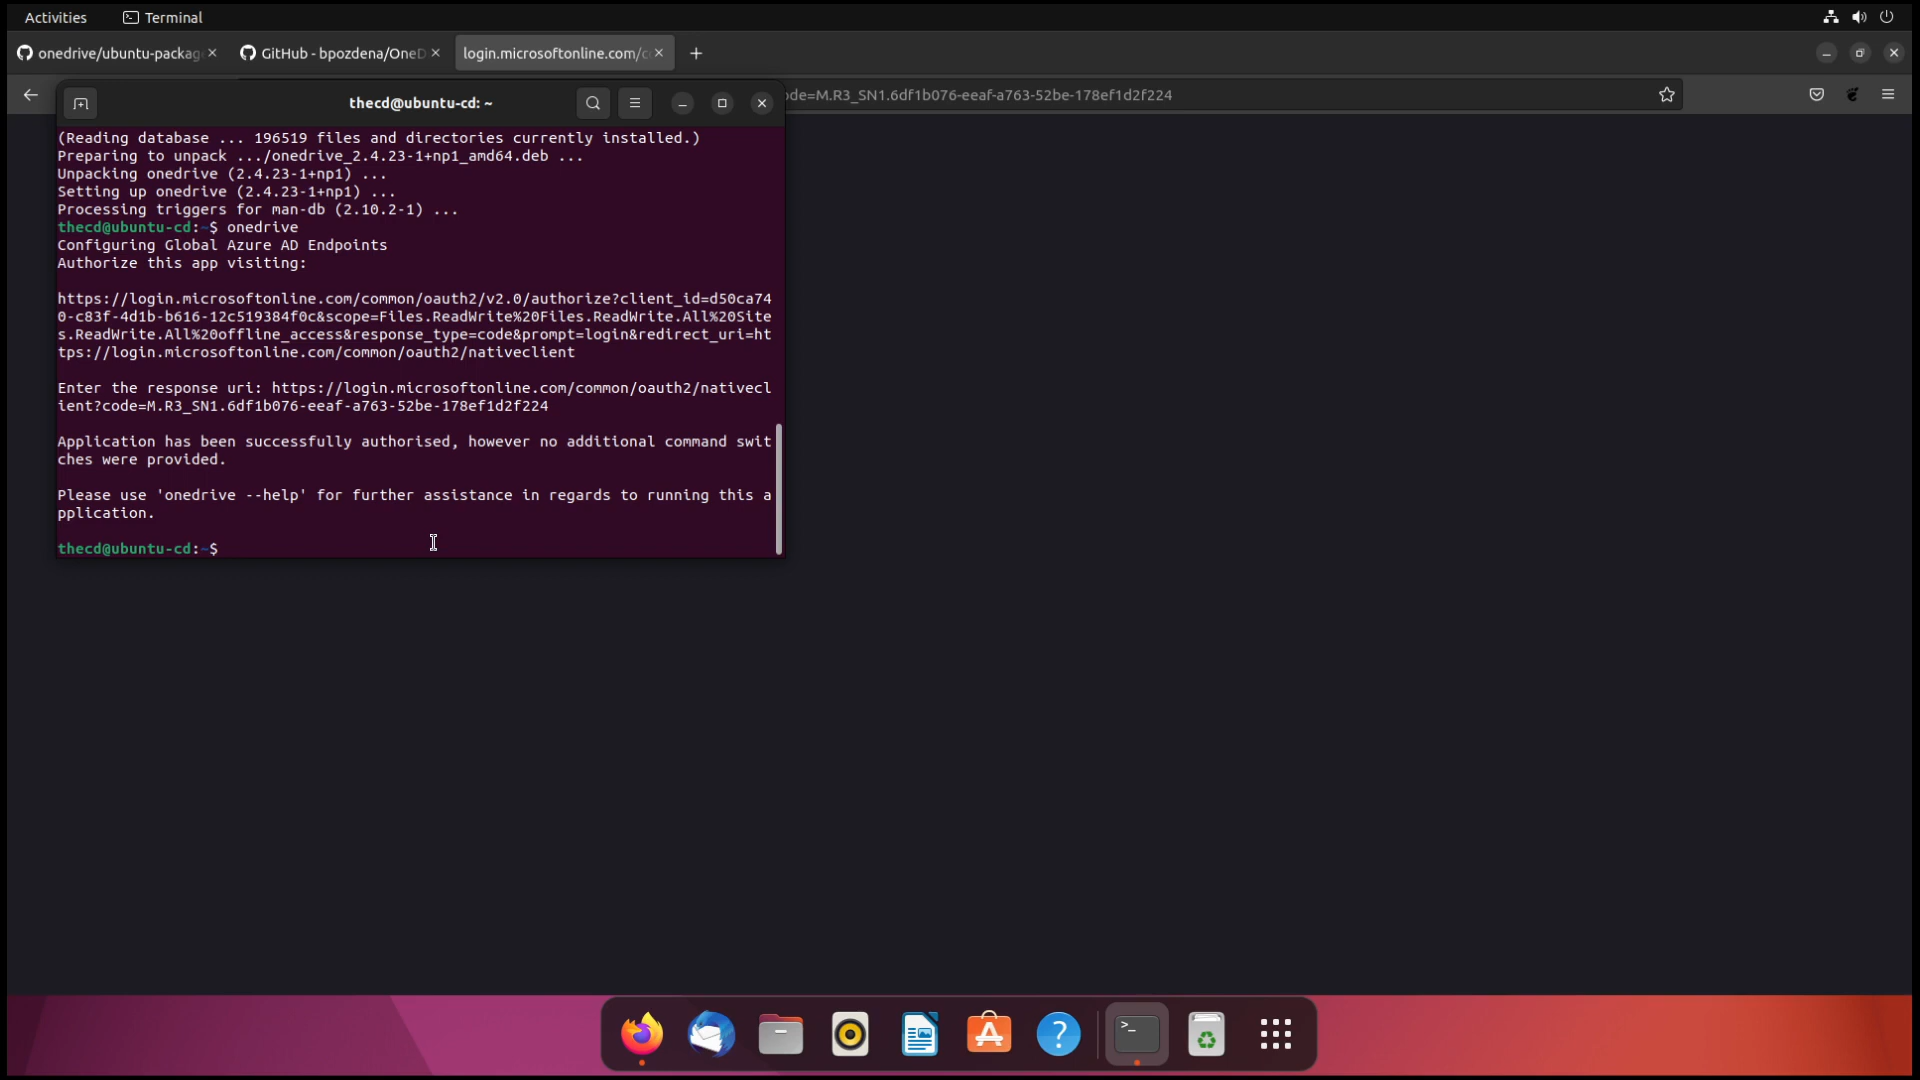 Activities
Terminal
onedrive/ubuntu-packag
GitHub - bpozdena/OneD
login.microsoftonline.com/c
thecd@ubuntu-cd: ~
de=M.R3_SN1.6df1b076-eeaf-a763-52be-178ef1d2f224
(Reading database ... 196519 files and directories currently installed.)
Preparing to unpack .../onedrive_2.4.23-1+np1_amd64.deb ...
Unpacking onedrive (2.4.23-1+np1) ...
Setting up onedrive (2.4.23-1+np1) ...
Processing triggers for man-db (2.10.2-1) ...
thecd@ubuntu-cd:~$ onedrive
Configuring Global Azure AD Endpoints
Authorize this app visiting:
https://login.microsoftonline.com/common/oauth2/v2.0/authorize?client_id=d50ca74
0-c83f-4d1b-b616-12c519384f0c&scope=Files.ReadWrite%20Files.ReadWrite.All%20Site
s.ReadWrite.All%20offline_access&response_type=code&prompt=login&redirect_uri=ht
tps://login.microsoftonline.com/common/oauth2/nativeclient
Enter the response uri: https://login.microsoftonline.com/common/oauth2/nativecl
ient?code=M.R3_SN1.6df1b076-eeaf-a763-52be-178ef1d2f224
Application has been successfully authorised, however no additional command swit
ches were provided.
Please use 'onedrive --help' for further assistance in regards to running this a
pplication.
thecd@ubuntu-cd:~$